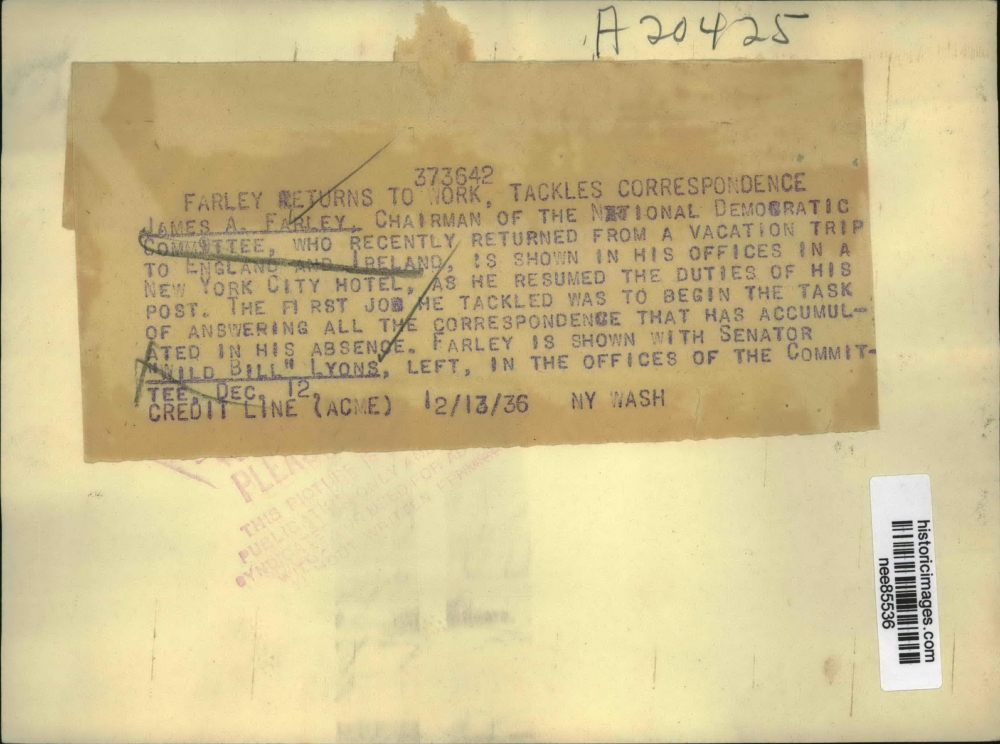 A20425
373642
FARLEY RETURNS TO WORK, TACKLES CORRESPONDENCE
JAMES A. FARLEY, CHAIRMAN OF THE NATIONAL DEMOCRATIC
COMMITTEE, WHO RECENTLY RETURNED FROM A VACATION TRIP
TO ENGLAND AND IRELAND, IS SHOWN IN HIS OFFICES IN A
NEW YORK CITY HOTEL, AS HE RESUMED THE DUTIES OF HIS
POST. THE FIRST JOB HE TACKLED WAS TO BEGIN THE TASK
OF ANSWERING ALL THE CORRESPONDENCE THAT HAS ACCUMUL-
ATED IN HIS ABSENCE. FARLEY IS SHOWN WITH SENATOR
"WILD BILL" LYONS, LEFT, IN THE OFFICES OF THE COMMIT-
TEE, DEC. 12.
CREDIT LINE (ACME) 12/13/36 NY WASH
THIS PICTURE
historicimages.com
nee85536